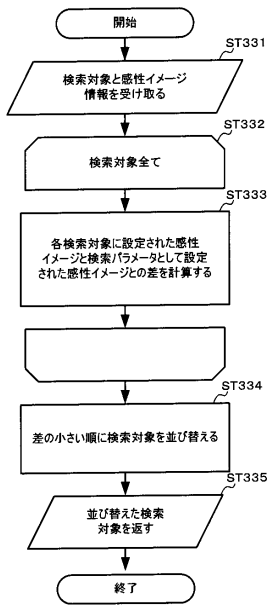 開始
ST331
検索対象と感性イメージ
情報を受け取る
ST332
検索対象全て
ST333
各検索対象に設定された感性
イメージと検索パラメータとして設定
された感性イメージとの差を計算する
ST334
差の小さい順に検索対象を並び替える
ST335
並び替えた検索
対象を返す
終了